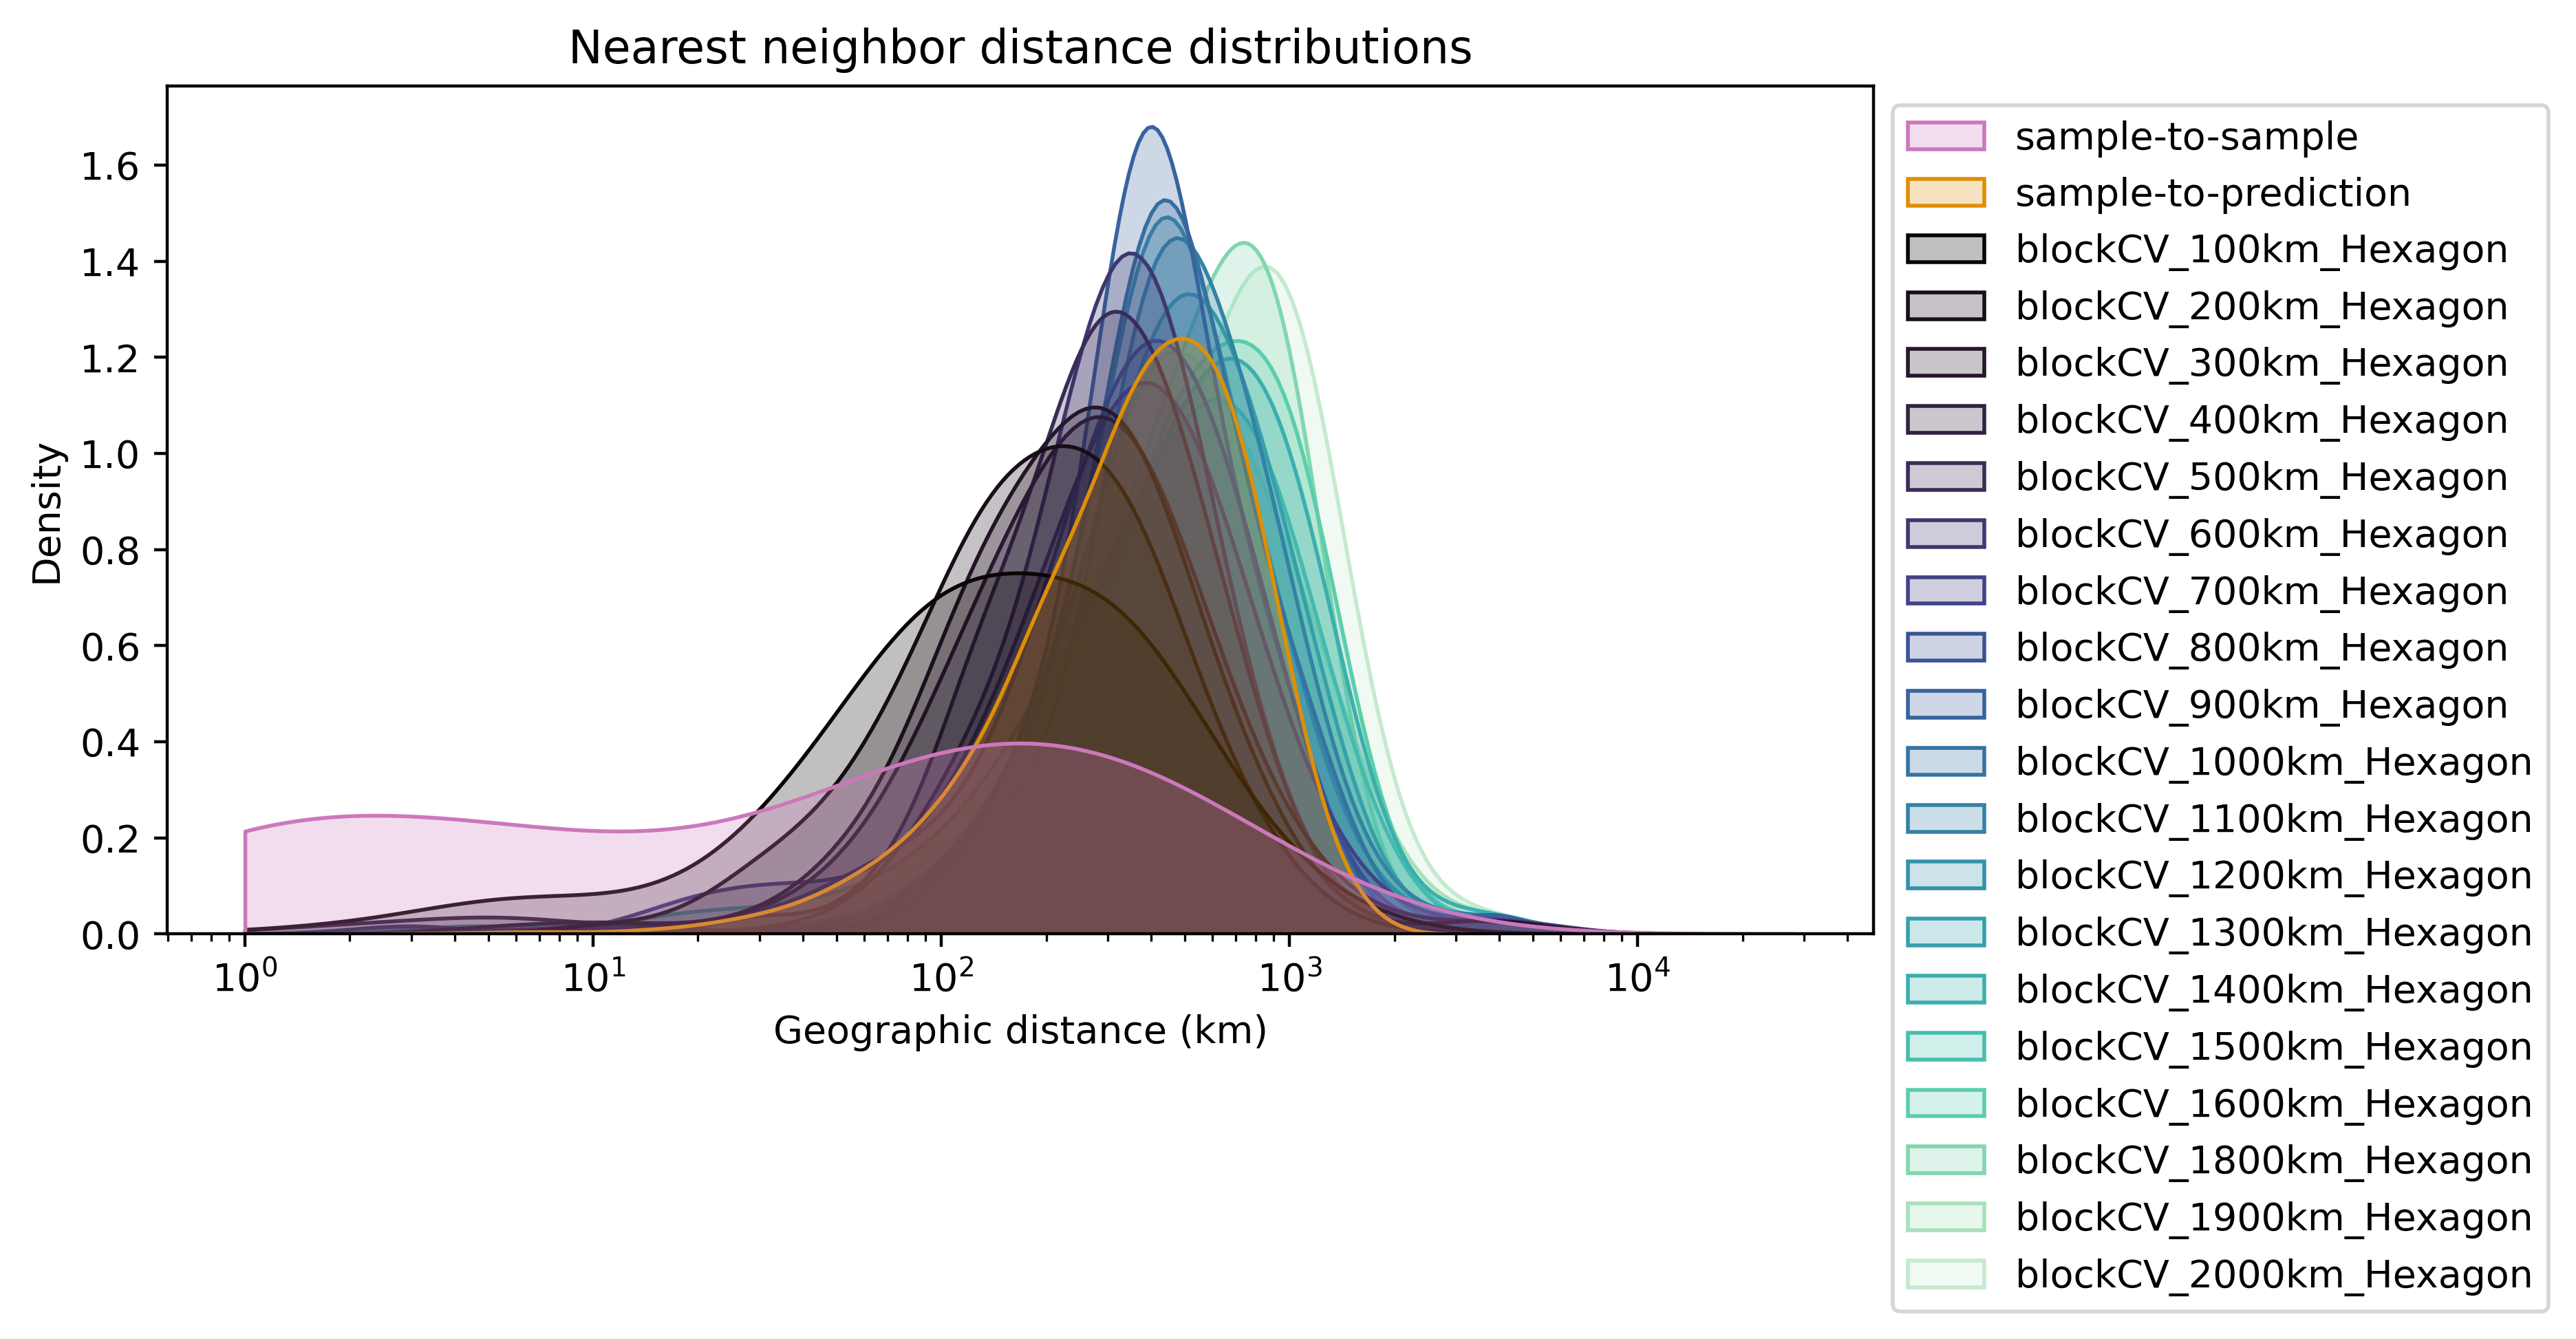 Nearest neighbor distance distributions
Density
1.6
1.4
1.2
1.0
0.8
0.6
0.4
0.2
0.0
10⁰ 10¹ 10² 10³ 10⁴
Geographic distance (km)
sample-to-sample
sample-to-prediction
blockCV_100km_Hexagon
blockCV_200km_Hexagon
blockCV_300km_Hexagon
blockCV_400km_Hexagon
blockCV_500km_Hexagon
blockCV_600km_Hexagon
blockCV_700km_Hexagon
blockCV_800km_Hexagon
blockCV_900km_Hexagon
blockCV_1000km_Hexagon
blockCV_1100km_Hexagon
blockCV_1200km_Hexagon
blockCV_1300km_Hexagon
blockCV_1400km_Hexagon
blockCV_1500km_Hexagon
blockCV_1600km_Hexagon
blockCV_1800km_Hexagon
blockCV_1900km_Hexagon
blockCV_2000km_Hexagon